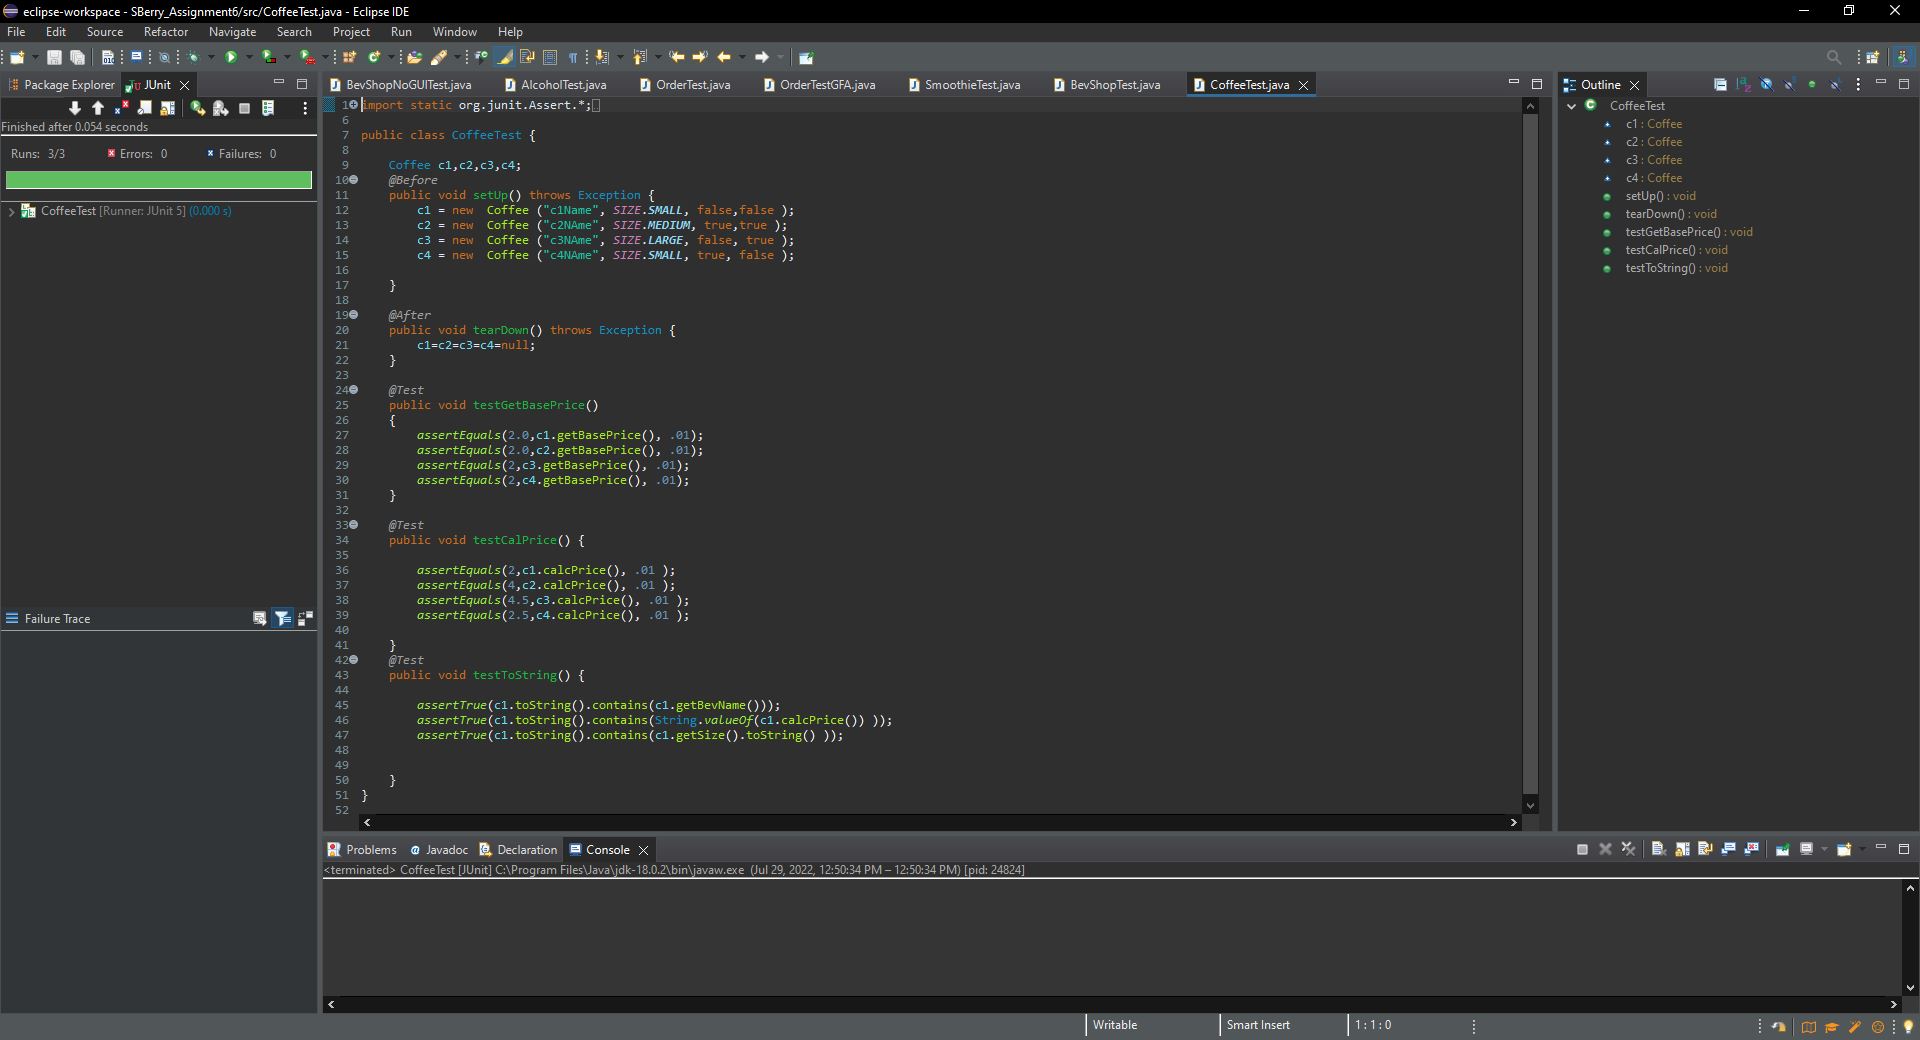 eclipse-workspace - SBerry_Assignment6/src/CoffeeTest.java - Eclipse IDE
File Edit Source Refactor Navigate Search Project Run Window Help
Package Explorer JUnit
Finished after 0.054 seconds
Runs: 3/3 Errors: 0 Failures: 0
CoffeeTest [Runner: JUnit 5] (0.000 s)
Failure Trace
BevShopNoGUITest.java AlcoholTest.java OrderTest.java OrderTestGFA.java SmoothieTest.java BevShopTest.java CoffeeTest.java
1 import static org.junit.Assert.*;
6
7 public class CoffeeTest {
8
9 Coffee c1,c2,c3,c4;
10 @Before
11 public void setUp() throws Exception {
12 c1 = new  Coffee ("c1Name", SIZE.SMALL, false,false );
13 c2 = new  Coffee ("c2NAme", SIZE.MEDIUM, true,true );
14 c3 = new  Coffee ("c3NAme", SIZE.LARGE, false, true );
15 c4 = new  Coffee ("c4NAme", SIZE.SMALL, true, false );
16
17 }
18
19 @After
20 public void tearDown() throws Exception {
21 c1=c2=c3=c4=null;
22 }
23
24 @Test
25 public void testGetBasePrice()
26 {
27 assertEquals(2.0,c1.getBasePrice(), .01);
28 assertEquals(2.0,c2.getBasePrice(), .01);
29 assertEquals(2,c3.getBasePrice(), .01);
30 assertEquals(2,c4.getBasePrice(), .01);
31 }
32
33 @Test
34 public void testCalPrice() {
35
36 assertEquals(2,c1.calcPrice(), .01 );
37 assertEquals(4,c2.calcPrice(), .01 );
38 assertEquals(4.5,c3.calcPrice(), .01 );
39 assertEquals(2.5,c4.calcPrice(), .01 );
40
41 }
42 @Test
43 public void testToString() {
44
45 assertTrue(c1.toString().contains(c1.getBevName()));
46 assertTrue(c1.toString().contains(String.valueOf(c1.calcPrice()) ));
47 assertTrue(c1.toString().contains(c1.getSize().toString() ));
48
49
50 }
51 }
52
Outline
CoffeeTest
c1 : Coffee
c2 : Coffee
c3 : Coffee
c4 : Coffee
setUp() : void
tearDown() : void
testGetBasePrice() : void
testCalPrice() : void
testToString() : void
Problems Javadoc Declaration Console
<terminated> CoffeeTest [JUnit] C:\Program Files\Java\jdk-18.0.2\bin\javaw.exe (Jul 29, 2022, 12:50:34 PM – 12:50:34 PM) [pid: 24824]
Writable Smart Insert 1 : 1 : 0